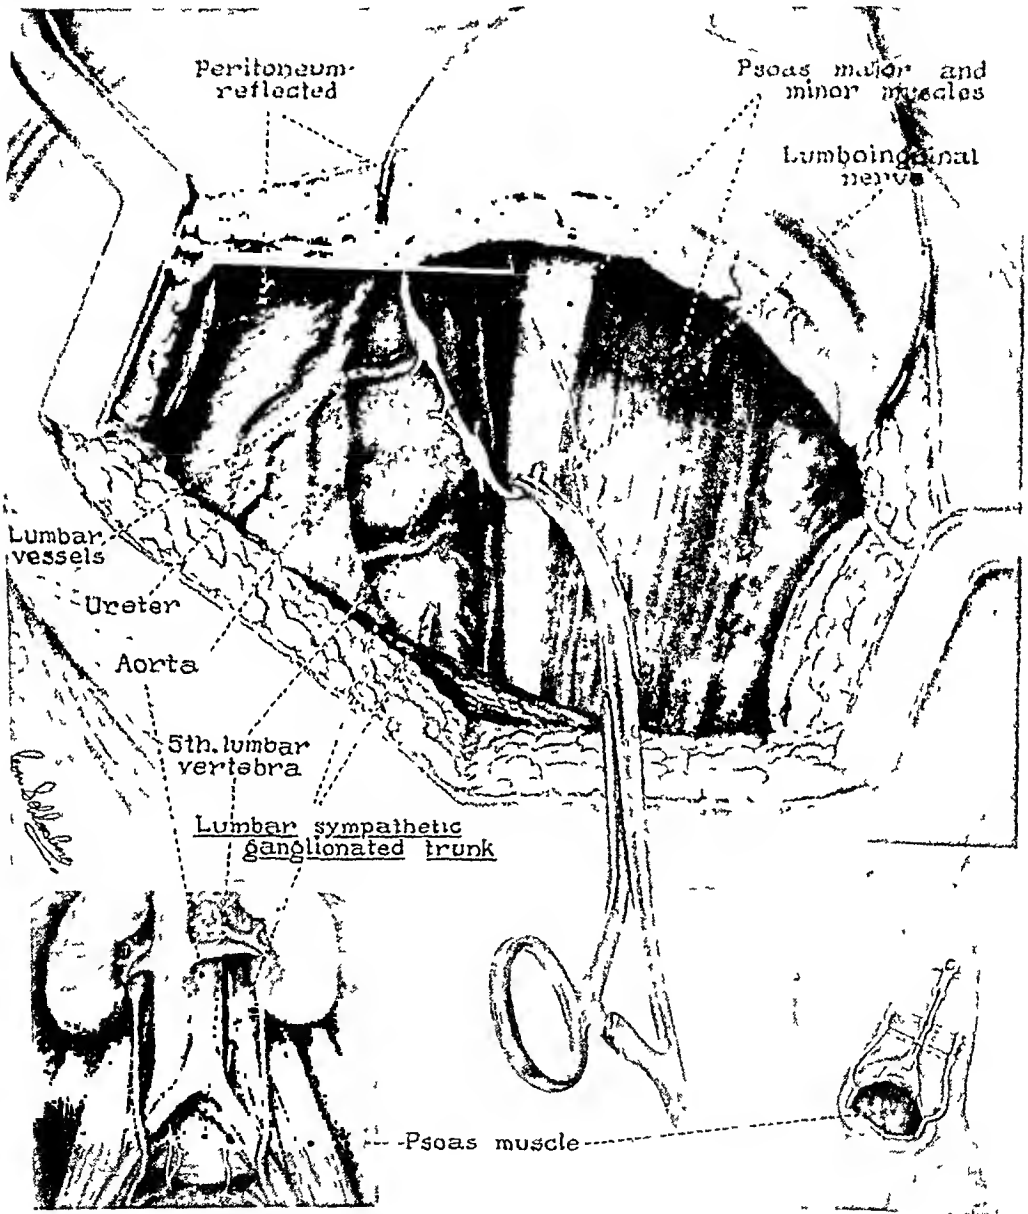 Peritoneum-
reflected
Psoas major and
minor muscles
Lumboinguinal
nerve
Lumbar
vessels
Ureter
Aorta
5th. lumbar
vertebra
Lumbar sympathetic
ganglionated trunk
Psoas muscle